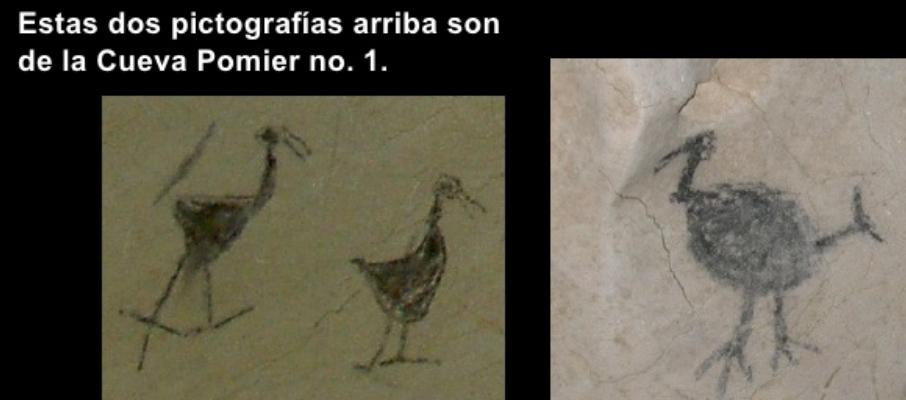 Estas dos pictografías arriba son
de la Cueva Pomier no. 1.